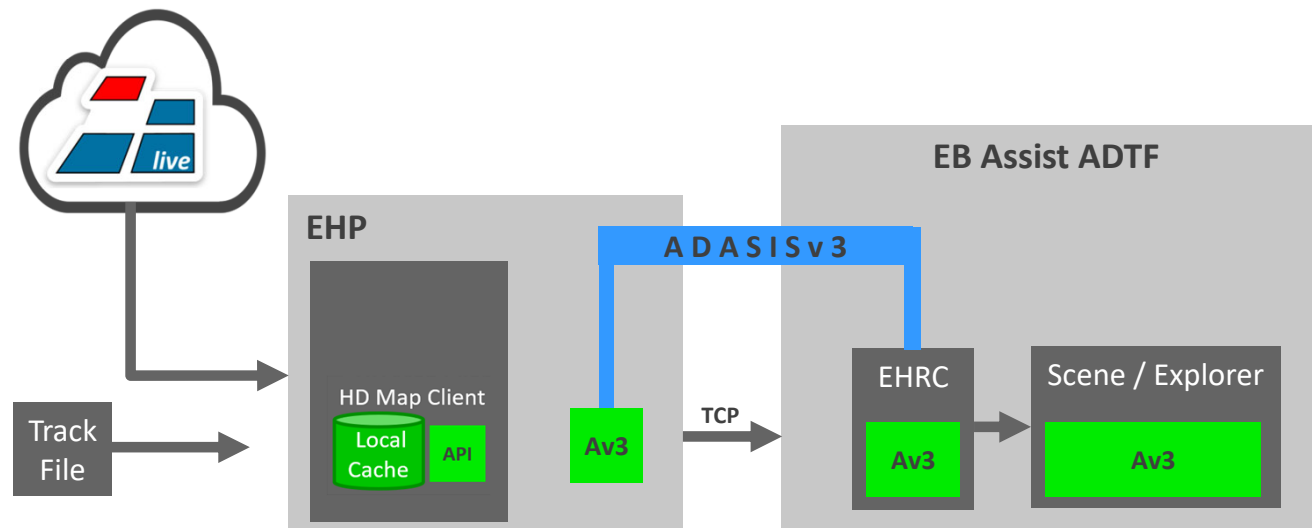 live
EB Assist ADTF
EHP
A D A S I S v 3
HD Map Client
Local
Cache
API
Av3
TCP
EHRC
Av3
Scene / Explorer
Av3
Track
File